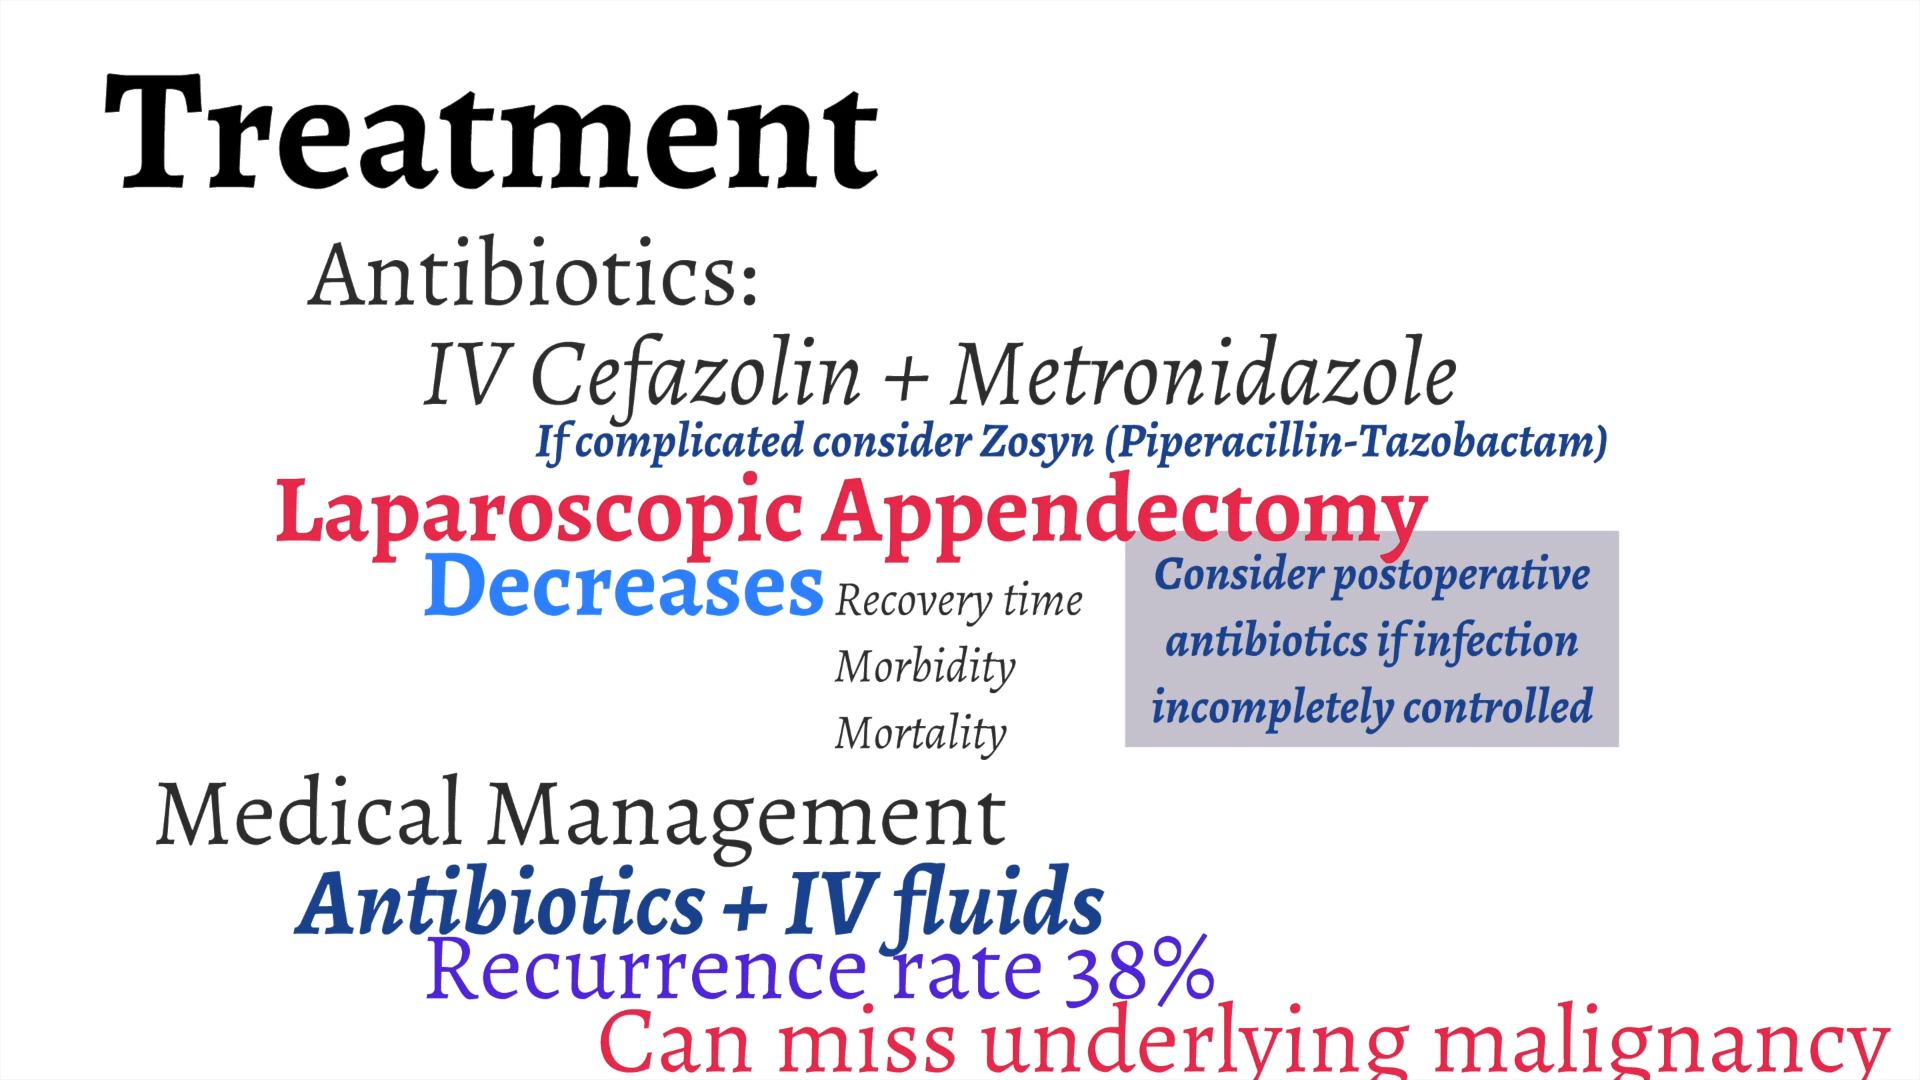 Treatment
Antibiotics:
IV Cefazolin + Metronidazole
If complicated consider Zosyn (Piperacillin-Tazobactam)
Laparoscopic Appendectomy
Decreases Recovery time
Morbidity
Mortality
Consider postoperative
antibiotics if infection
incompletely controlled
Medical Management
Antibiotics + IV fluids
Recurrence rate 38%
Can miss underlying malignancy